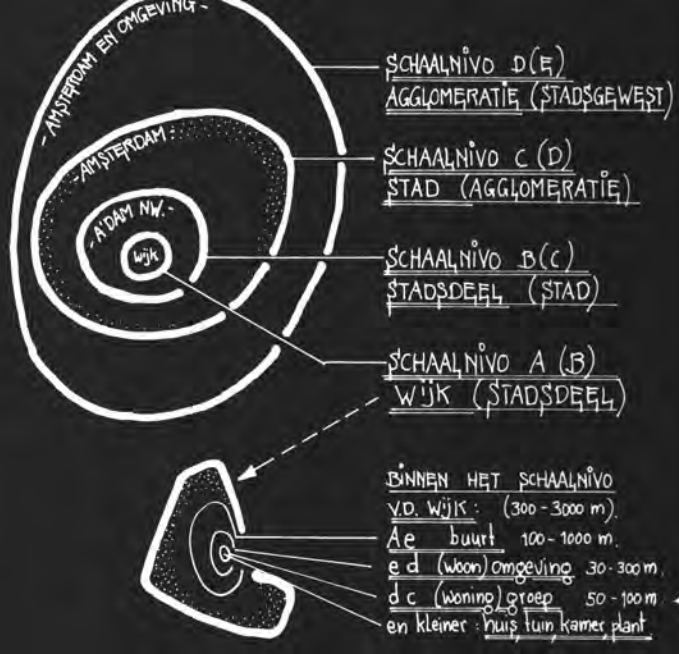 - AMSTERDAM EN OMGEVING -
- AMSTERDAM -
- A'DAM NW. -
wijk
SCHAALNIVO D(E)
AGGLOMERATIE (STADSGEWEST)
SCHAALNIVO C (D)
STAD (AGGLOMERATIE)
SCHAALNIVO B(C)
STADSDEEL (STAD)
SCHAALNIVO A (B)
WIJK (STADSDEEL)
BINNEN HET SCHAALNIVO
V.D. WIJK: (300-3000 m).
Ae buurt 100-1000 m.
e d (woon) omgeving 30-300 m.
d c (woning) groep 50-100 m
en kleiner: huis, tuin, kamer, plant